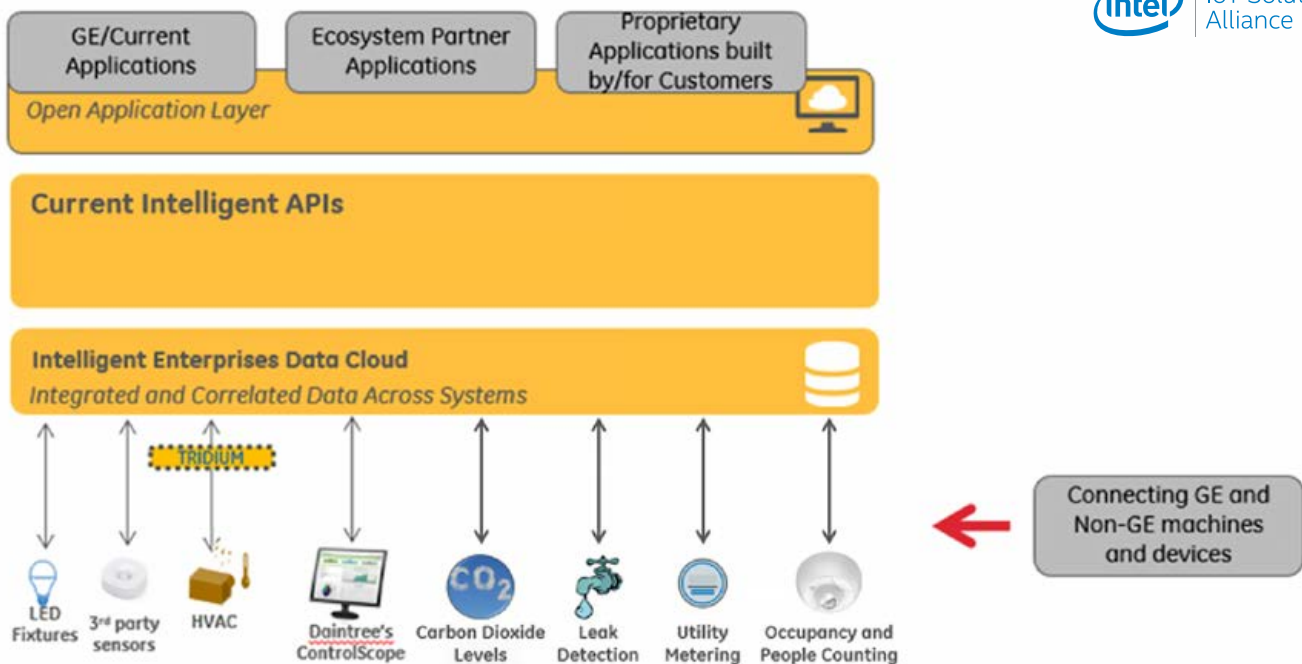 GE/Current
Applications
Ecosystem Partner
Applications
Proprietary
Applications built
by/for Customers
(intel)
Alliance
Open Application Layer
Current Intelligent APIs
Intelligent Enterprises Data Cloud
Integrated and Correlated Data Across Systems
TRIDIUM
Connecting GE and
Non-GE machines
and devices
CO2
LED
Fixtures
3rd party
sensors
HVAC
Daintree's
ControlScope
Carbon Dioxide
Levels
Leak
Detection
Utility
Metering
Occupancy and
People Counting